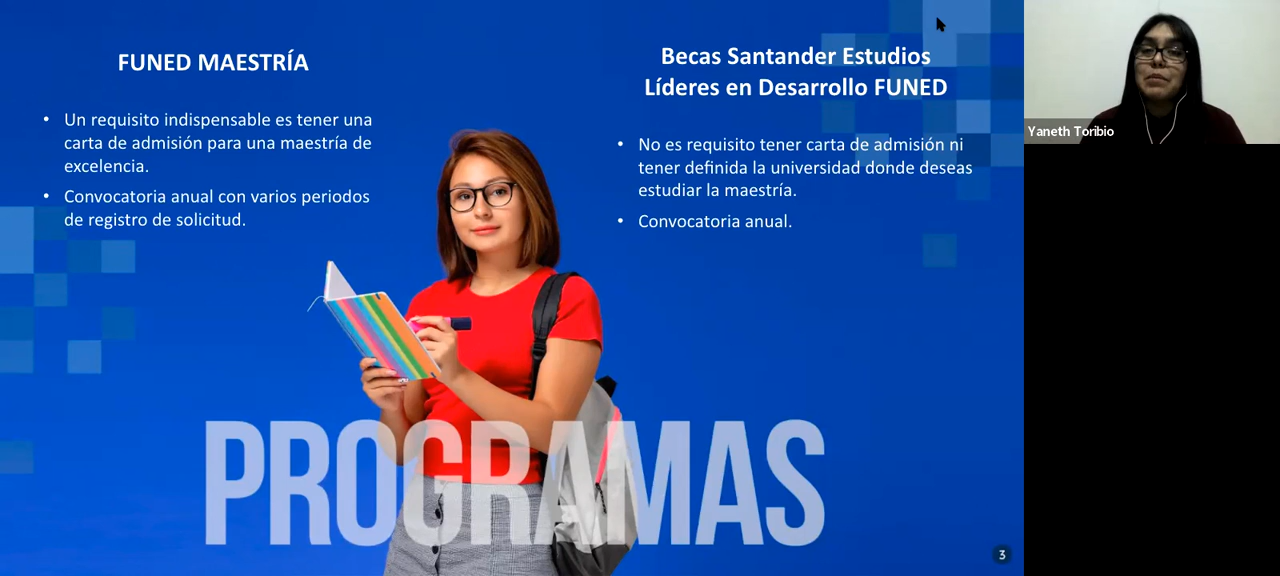 FUNED MAESTRÍA
• Un requisito indispensable es tener una
carta de admisión para una maestría de
excelencia.
• Convocatoria anual con varios periodos
de registro de solicitud.
Becas Santander Estudios
Líderes en Desarrollo FUNED
• No es requisito tener carta de admisión ni
tener definida la universidad donde deseas
estudiar la maestría.
• Convocatoria anual.
PROGRAMAS
3
Yaneth Toribio